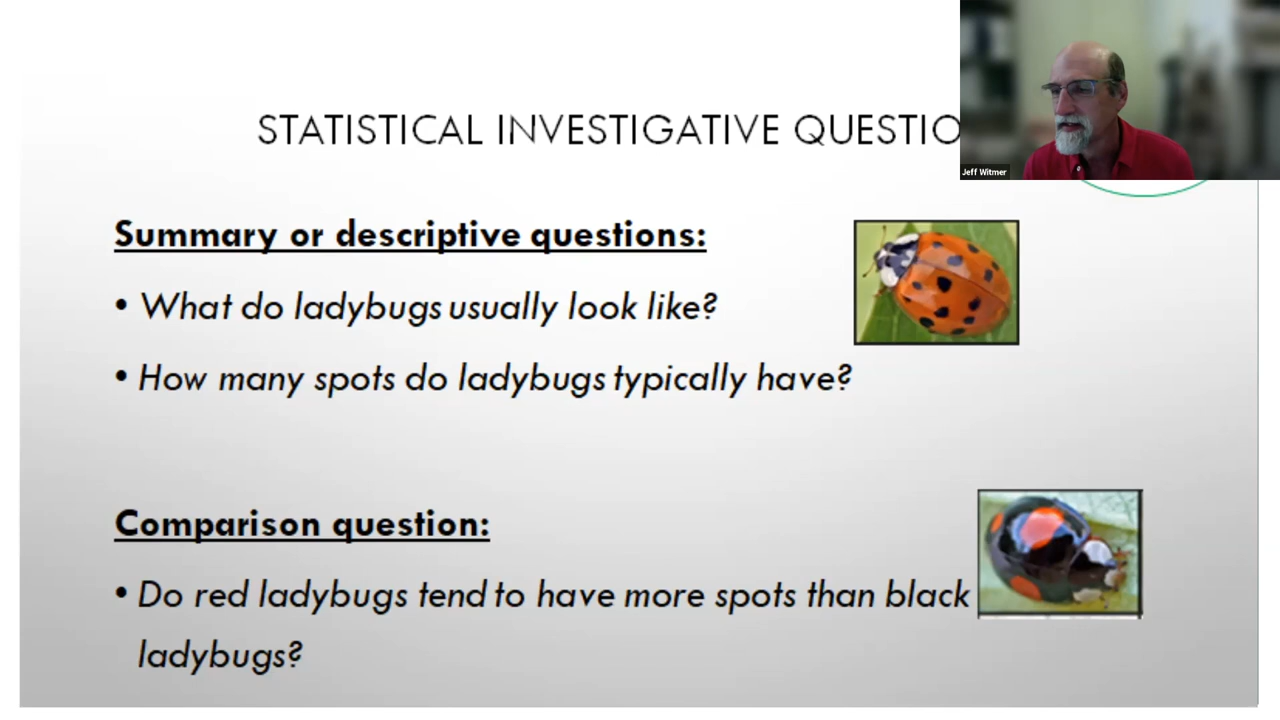 STATISTICAL INVESTIGATIVE QUESTIO
Jeff Witmer
Summary or descriptive questions:
• What do ladybugs usually look like?
• How many spots do ladybugs typically have?
Comparison question:
• Do red ladybugs tend to have more spots than black
ladybugs?